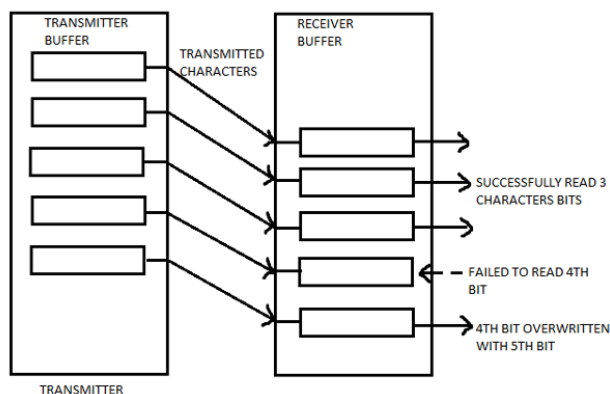 TRANSMITTER
BUFFER
TRANSMITTED
CHARACTERS
RECEIVER
BUFFER
SUCCESSFULLY READ 3
CHARACTERS BITS
FAILED TO READ 4TH
BIT
4TH BIT OVERWRITTEN
WITH 5TH BIT
TRANSMITTER